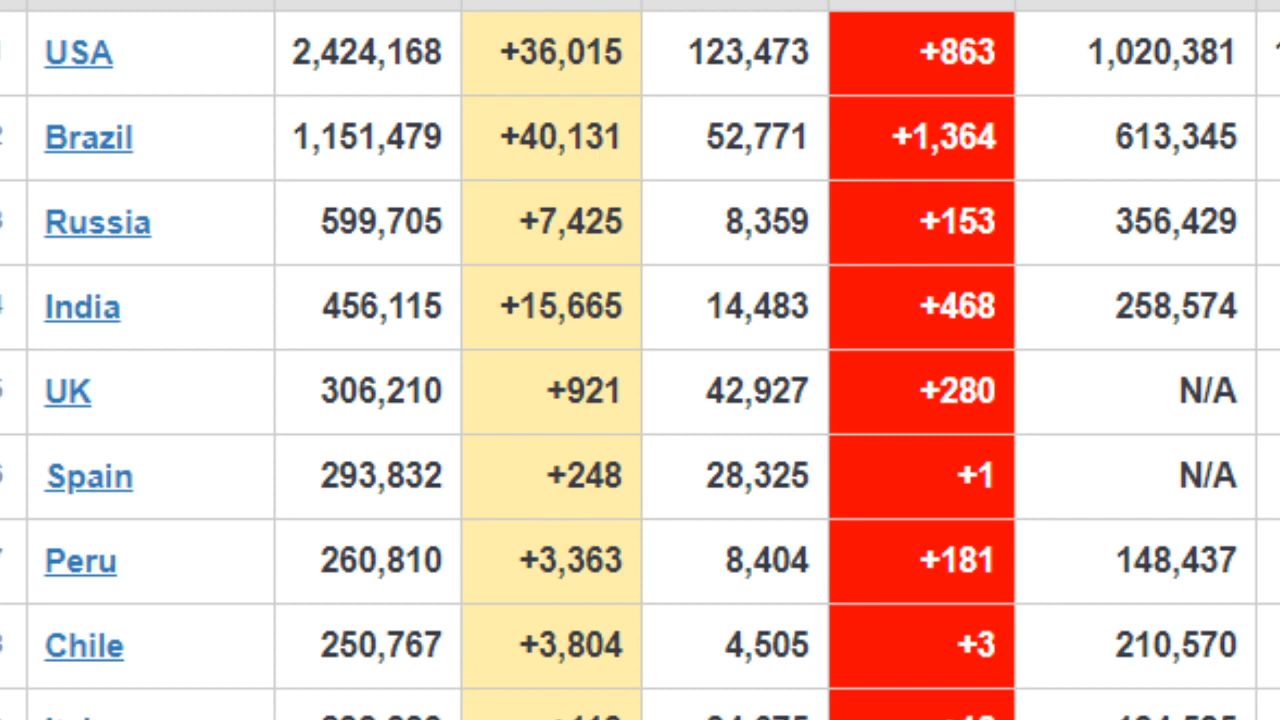 USA 2,424,168 +36,015 123,473 +863 1,020,381
Brazil 1,151,479 +40,131 52,771 +1,364 613,345
Russia 599,705 +7,425 8,359 +153 356,429
India 456,115 +15,665 14,483 +468 258,574
UK 306,210 +921 42,927 +280 N/A
Spain 293,832 +248 28,325 +1 N/A
Peru 260,810 +3,363 8,404 +181 148,437
Chile 250,767 +3,804 4,505 +3 210,570